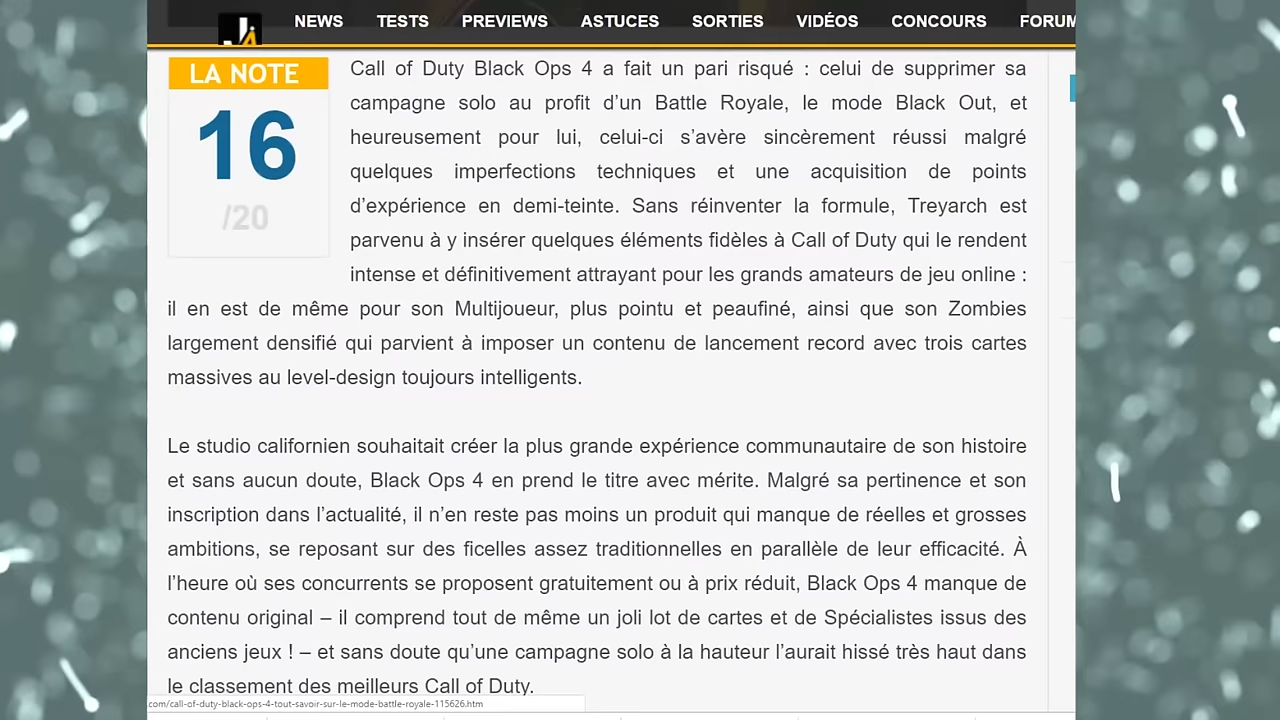 NEWS TESTS PREVIEWS ASTUCES SORTIES VIDÉOS CONCOURS FORUM
LA NOTE
16
/20
Call of Duty Black Ops 4 a fait un pari risqué : celui de supprimer sa
campagne solo au profit d’un Battle Royale, le mode Black Out, et
heureusement pour lui, celui-ci s’avère sincèrement réussi malgré
quelques imperfections techniques et une acquisition de points
d’expérience en demi-teinte. Sans réinventer la formule, Treyarch est
parvenu à y insérer quelques éléments fidèles à Call of Duty qui le rendent
intense et définitivement attrayant pour les grands amateurs de jeu online :
il en est de même pour son Multijoueur, plus pointu et peaufiné, ainsi que son Zombies
largement densifié qui parvient à imposer un contenu de lancement record avec trois cartes
massives au level-design toujours intelligents.
Le studio californien souhaitait créer la plus grande expérience communautaire de son histoire
et sans aucun doute, Black Ops 4 en prend le titre avec mérite. Malgré sa pertinence et son
inscription dans l’actualité, il n’en reste pas moins un produit qui manque de réelles et grosses
ambitions, se reposant sur des ficelles assez traditionnelles en parallèle de leur efficacité. À
l’heure où ses concurrents se proposent gratuitement ou à prix réduit, Black Ops 4 manque de
contenu original – il comprend tout de même un joli lot de cartes et de Spécialistes issus des
anciens jeux ! – et sans doute qu’une campagne solo à la hauteur l’aurait hissé très haut dans
le classement des meilleurs Call of Duty.
.com/call-of-duty-black-ops-4-tout-savoir-sur-le-mode-battle-royale-115626.htm